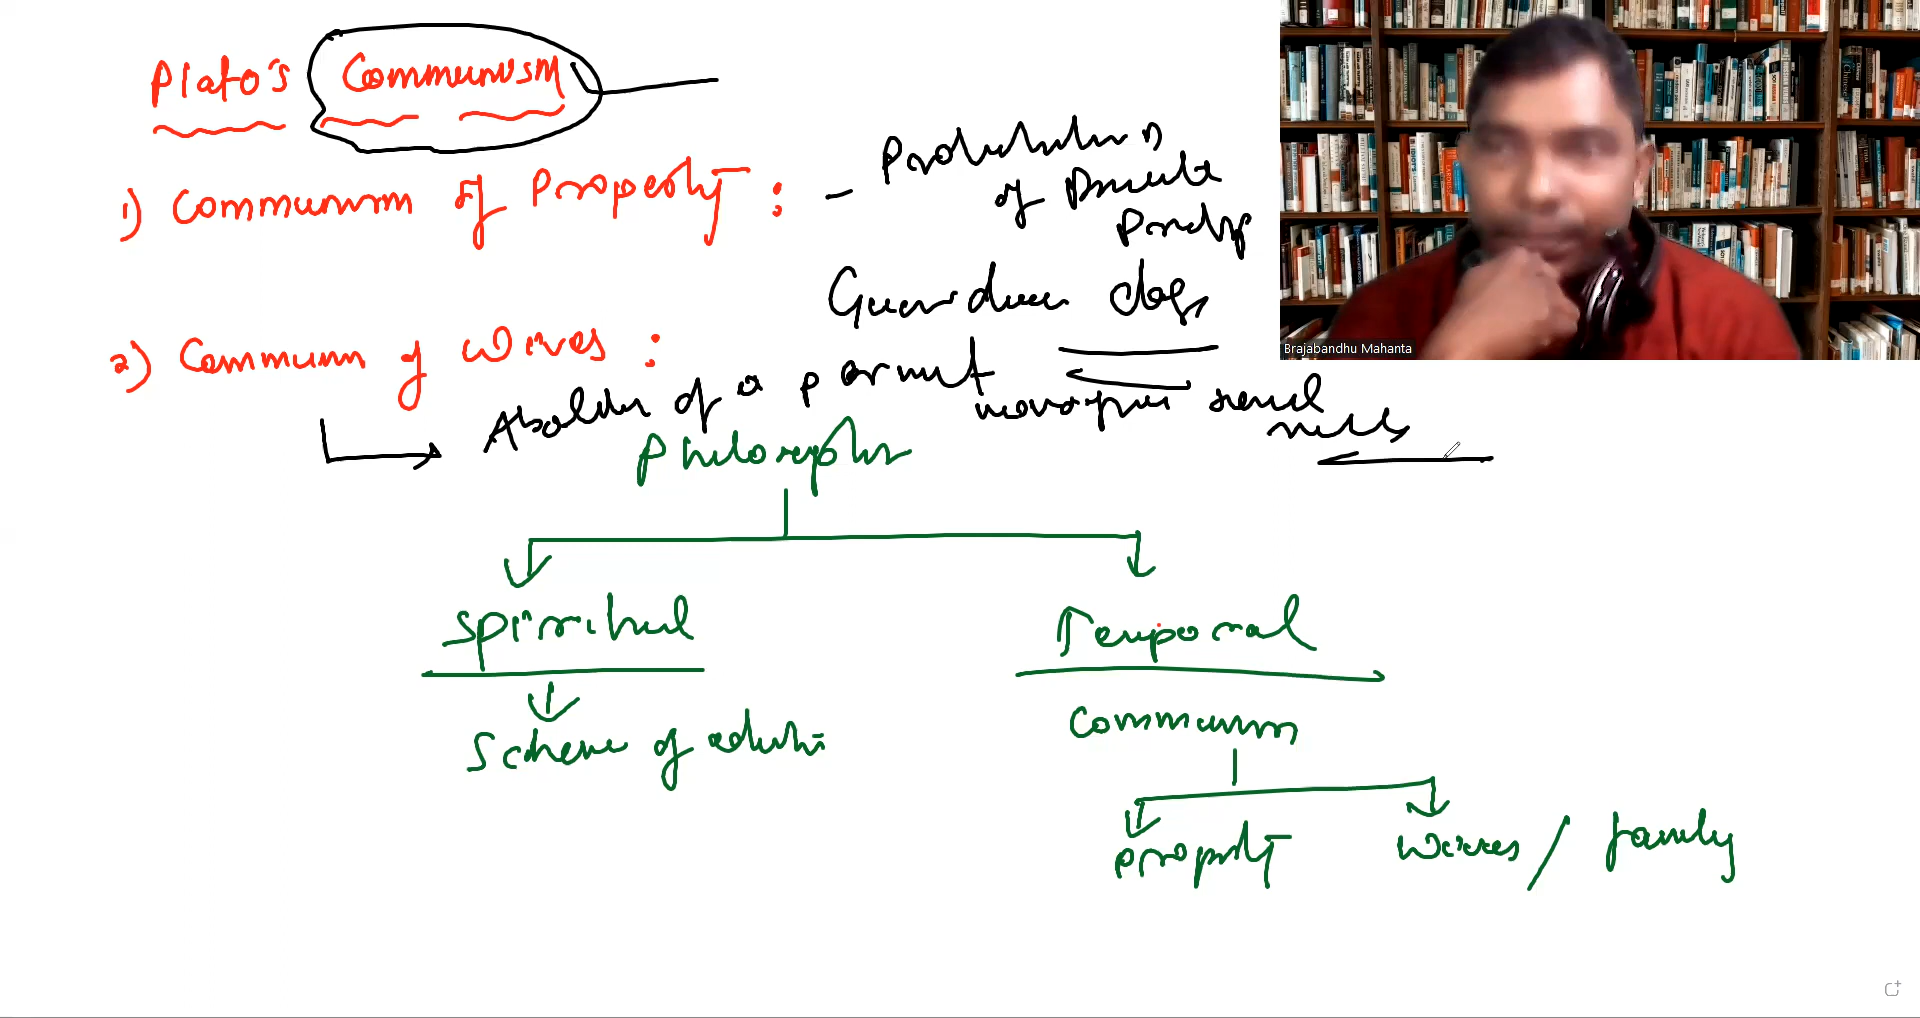 Plato's Communism
1) Communism of Property : - Prohibition
of Private
Property
Guardian class
2) Communism of Wives :
Abolition of a permanent
monogamous sexual
Philosopher
Spiritual
Temporal
Scheme of education
Communism
Property
Wives / family
Brajabandhu Mahanta